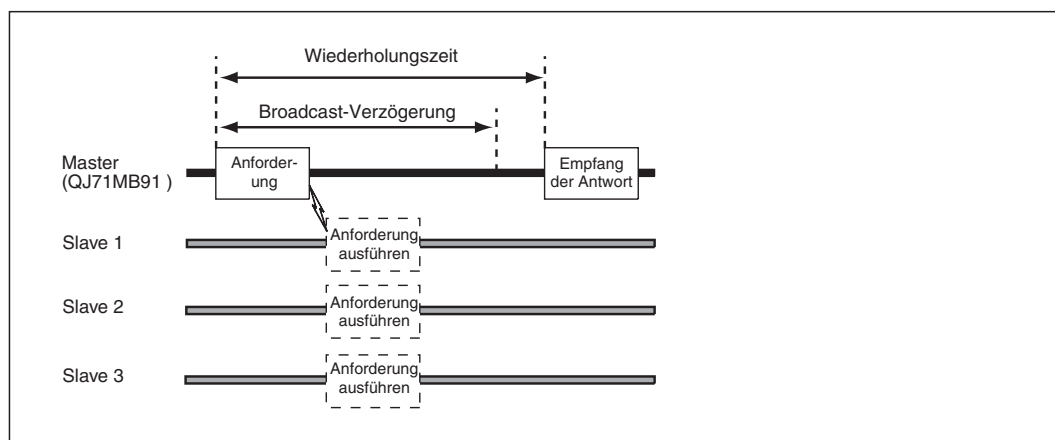 Wiederholungszeit
Broadcast-Verzögerung
Master
(QJ71MB91 )
Anforder-
ung
Empfang
der Antwort
Slave 1
Anforderung
ausführen
Slave 2
Anforderung
ausführen
Slave 3
Anforderung
ausführen